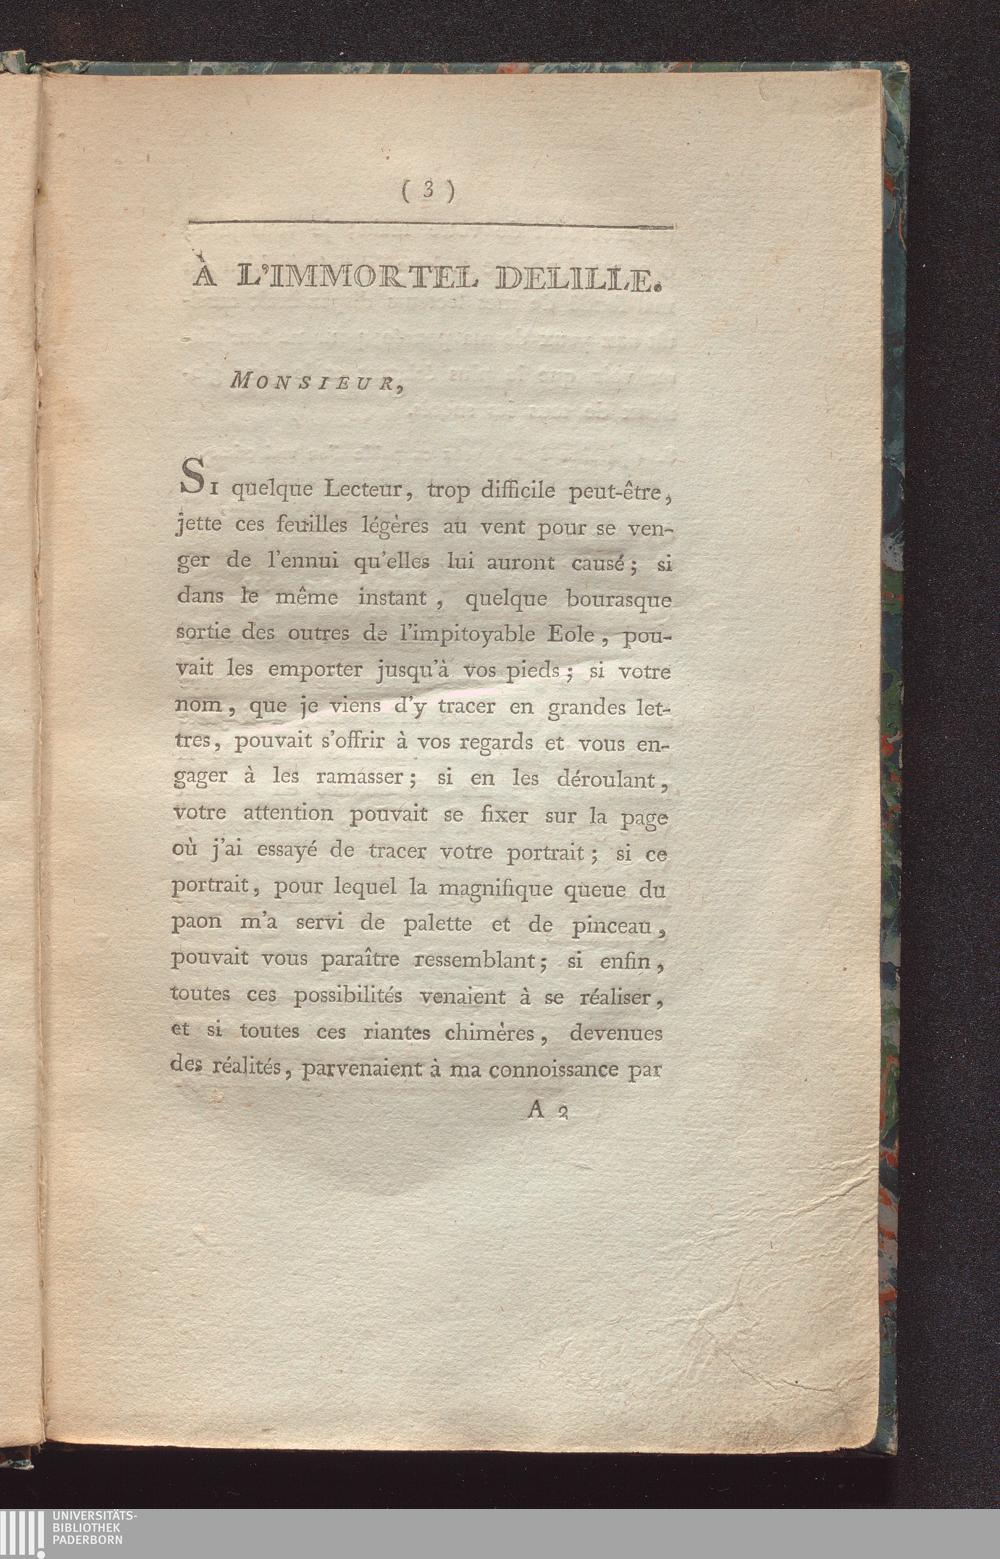 ( 3 )
À L'IMMORTEL DELILLE.
MONSIEUR,
SI quelque Lecteur, trop difficile peut-être,
jette ces feuilles légères au vent pour se ven-
ger de l'ennui qu'elles lui auront causé ; si
dans le même instant , quelque bourasque
sortie des outres de l'impitoyable Eole , pou-
vait les emporter jusqu'à vos pieds ; si votre
nom , que je viens d'y tracer en grandes let-
tres, pouvait s'offrir à vos regards et vous en-
gager à les ramasser ; si en les déroulant ,
votre attention pouvait se fixer sur la page
où j'ai essayé de tracer votre portrait ; si ce
portrait , pour lequel la magnifique queue du
paon m'a servi de palette et de pinceau ,
pouvait vous paraître ressemblant ; si enfin ,
toutes ces possibilités venaient à se réaliser ,
et si toutes ces riantes chimères , devenues
des réalités , parvenaient à ma connoissance par
A 2
UNIVERSITÄTS-
BIBLIOTHEK
PADERBORN